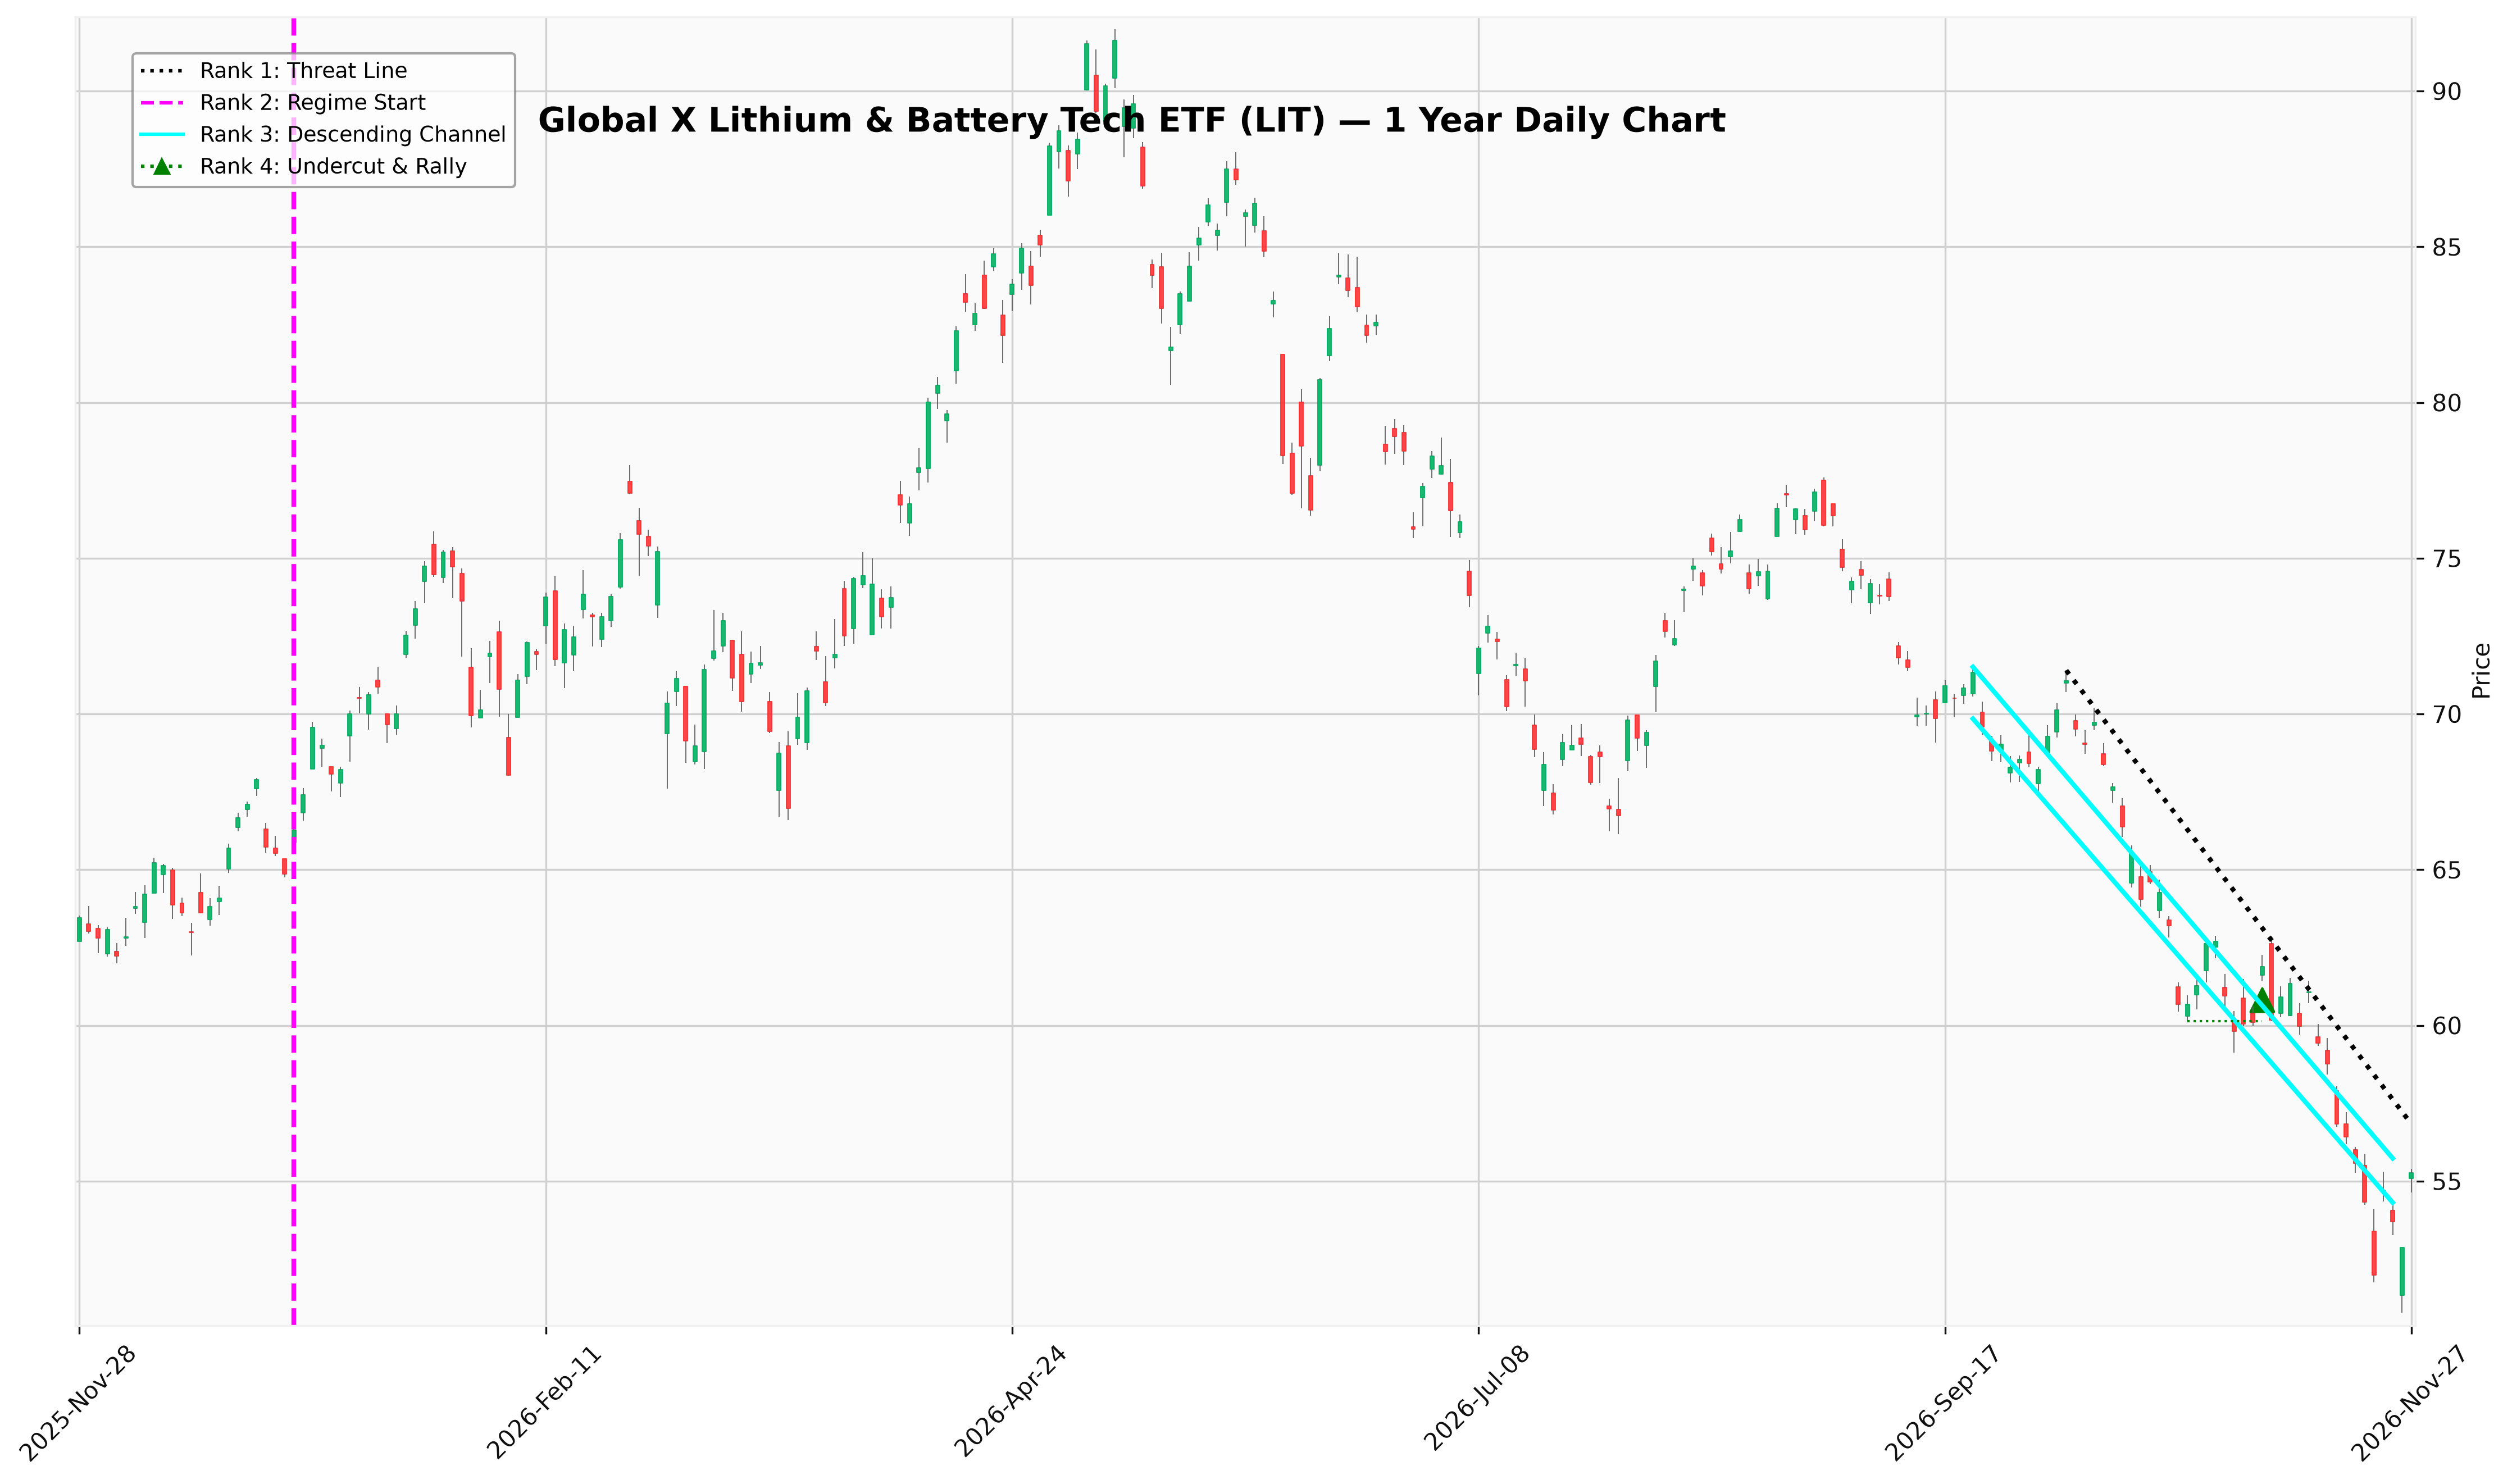 Global X Lithium & Battery Tech ETF (LIT) — 1 Year Daily Chart
Rank 1: Threat Line
Rank 2: Regime Start
Rank 3: Descending Channel
Rank 4: Undercut & Rally
90
85
80
75
70
65
60
55
Price
2025-Nov-28
2026-Feb-11
2026-Apr-24
2026-Jul-08
2026-Sep-17
2026-Nov-27